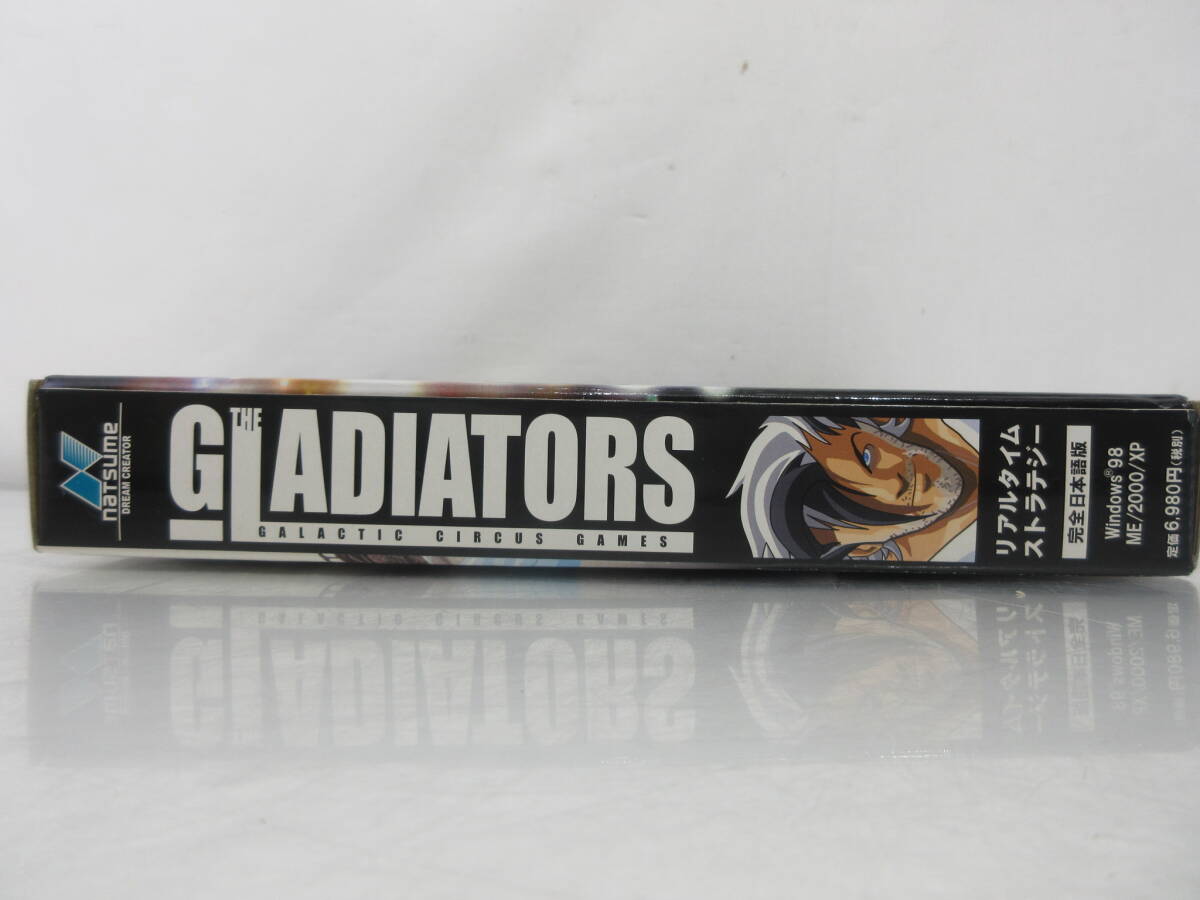 natsume
DREAM CREATOR
THE
GLADIATORS
GALACTIC CIRCUS GAMES
リアルタイム
ストラテジー
完全日本語版
Windows®98
ME/2000/XP
定価6,980円(税別)